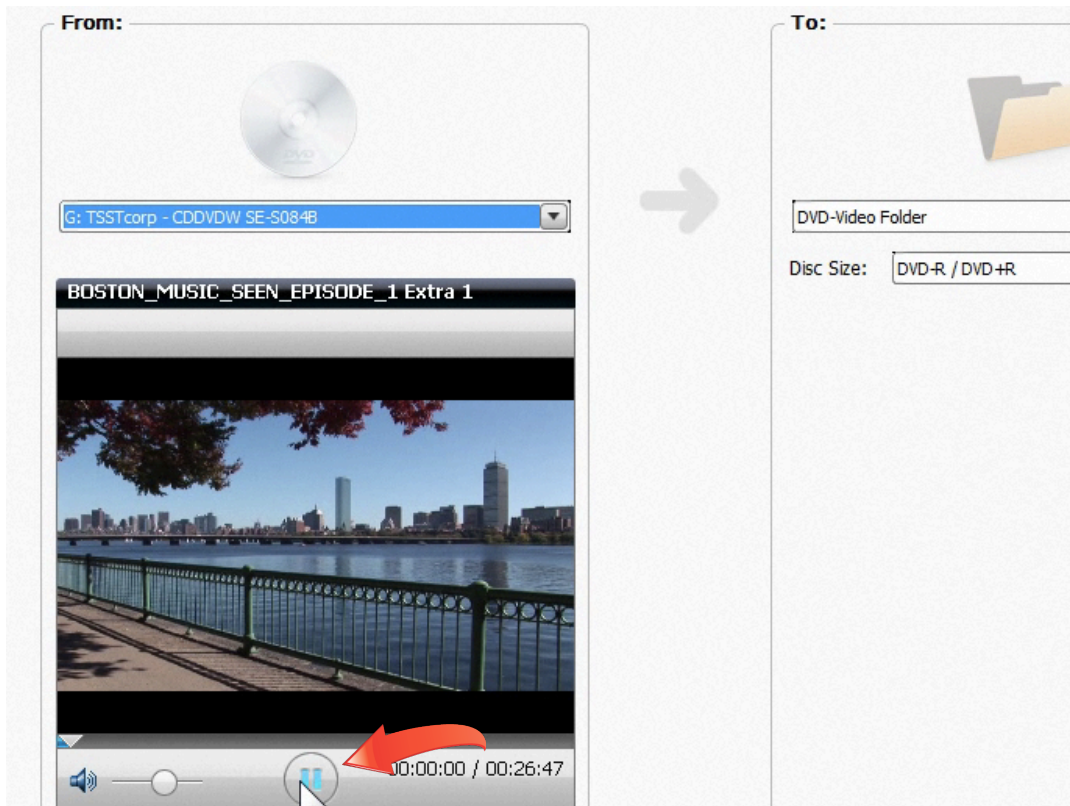 From:
DVD
G: TSSTcorp - CDDVDW SE-S084B
BOSTON_MUSIC_SEEN_EPISODE_1 Extra 1
00:00:00 / 00:26:47
To:
DVD-Video Folder
Disc Size: DVD-R / DVD+R